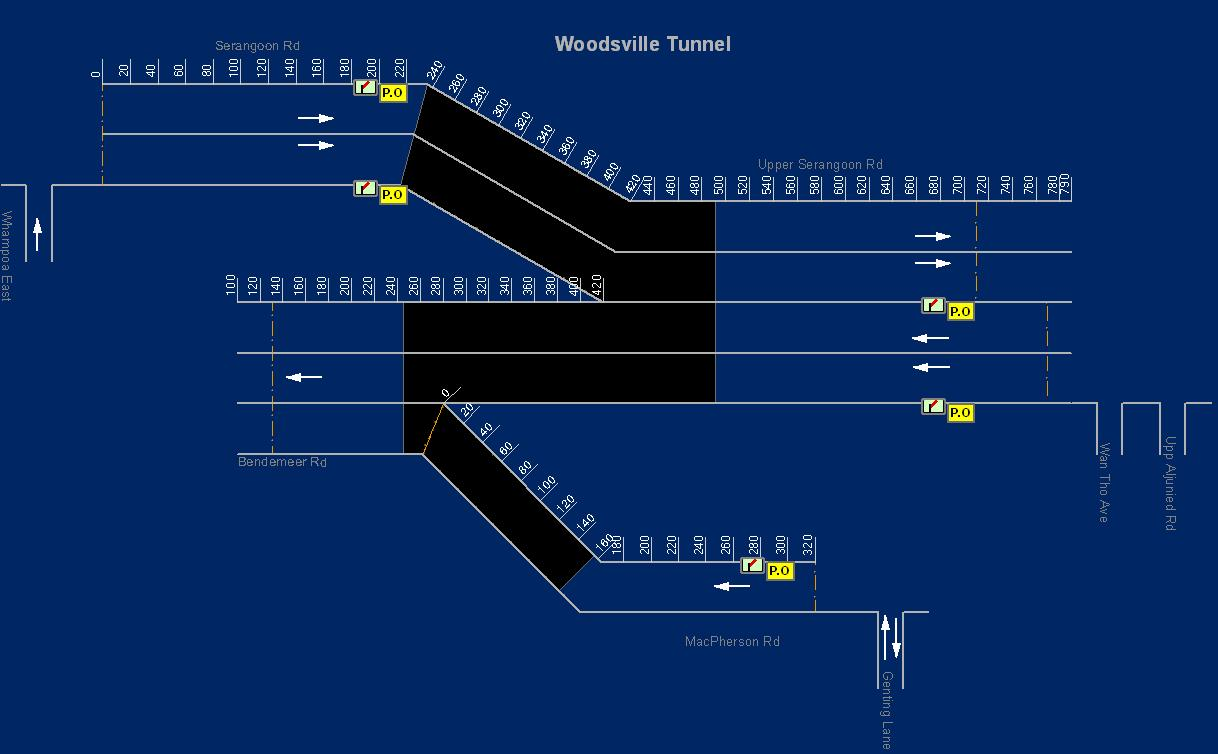 Woodsville Tunnel
Serangoon Rd
0 20 40 60 80 100 120 140 160 180 200 220 240 260 280 300 320 340 360 380 400 420 440 460 480 500 520 540 560 580 600 620 640 660 680 700 720 740 760 780 790
P.O
Upper Serangoon Rd
P.O
Whampoa East
100 120 140 160 180 200 220 240 260 280 300 320 340 360 380 400 420
P.O
P.O
Bendemeer Rd
Wan Tho Ave
Upp Aljunied Rd
0 20 40 60 80 100 120 140 160 180 200 220 240 260 280 300 320
P.O
MacPherson Rd
Genting Lane